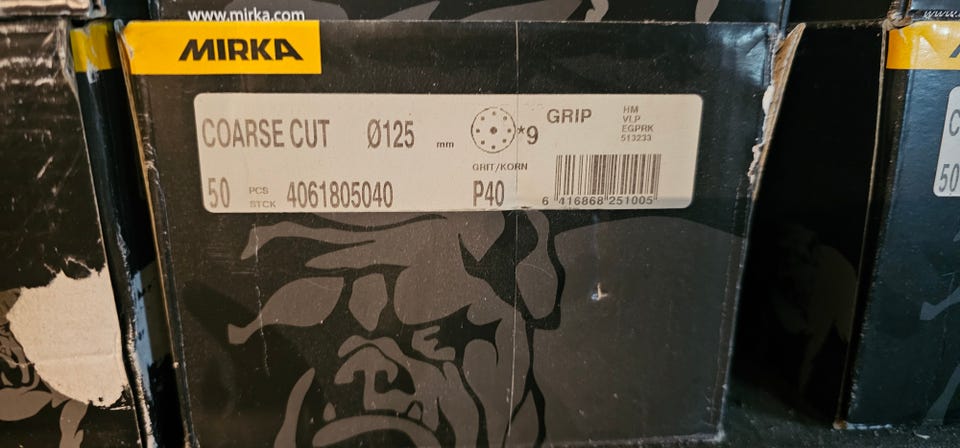 www.mirka.com
MIRKA
COARSE CUT Ø125 mm *9 GRIP
HM
VLP
EGPRK
513233
GRIT/KORN
50 PCS
STCK 4061805040 P40
6 416868 251005
50